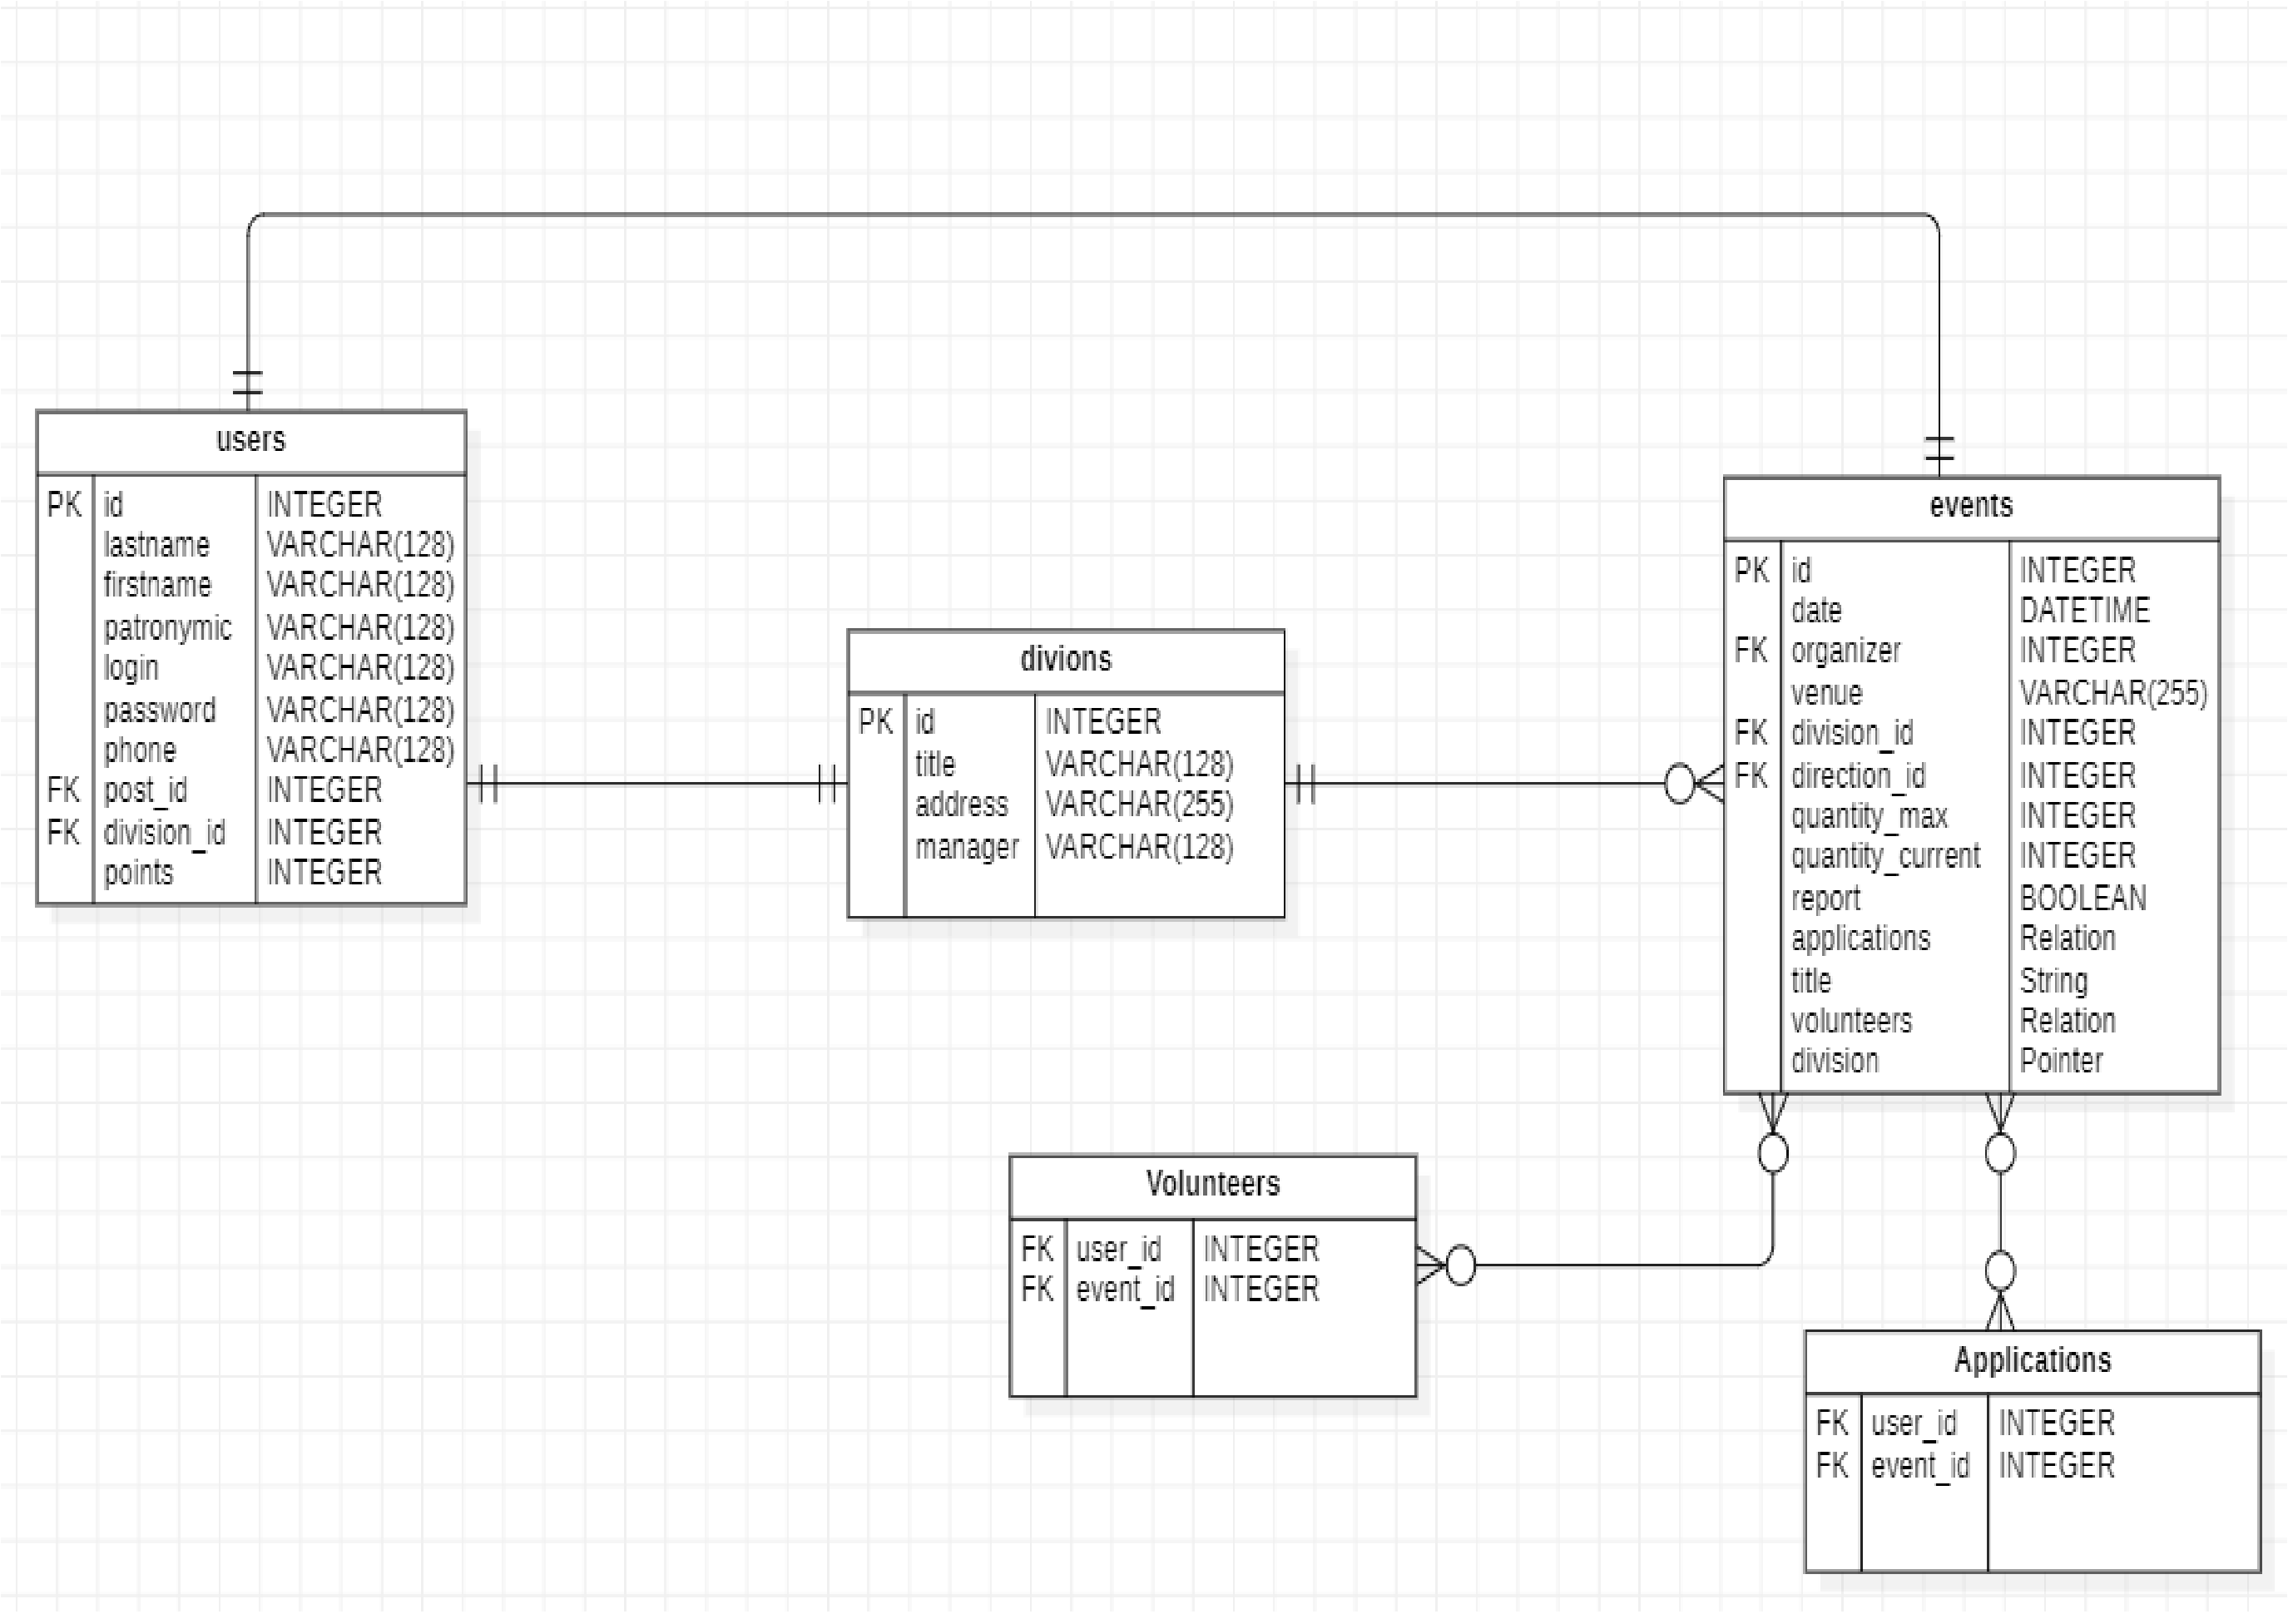 users
PK id INTEGER
lastname VARCHAR(128)
firstname VARCHAR(128)
patronymic VARCHAR(128)
login VARCHAR(128)
password VARCHAR(128)
phone VARCHAR(128)
FK post_id INTEGER
FK division_id INTEGER
points INTEGER
divions
PK id INTEGER
title VARCHAR(128)
address VARCHAR(255)
manager VARCHAR(128)
events
PK id INTEGER
date DATETIME
FK organizer INTEGER
venue VARCHAR(255)
FK division_id INTEGER
FK direction_id INTEGER
quantity_max INTEGER
quantity_current INTEGER
report BOOLEAN
applications Relation
title String
volunteers Relation
division Pointer
Volunteers
FK user_id INTEGER
FK event_id INTEGER
Applications
FK user_id INTEGER
FK event_id INTEGER